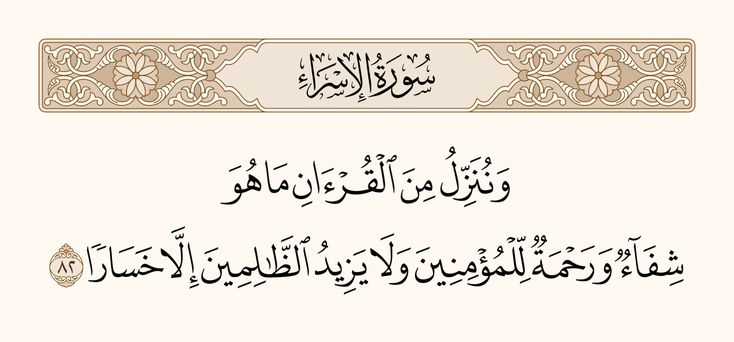 سُورَةُ الإِسْرَاءِ
وَنُنَزِّلُ مِنَ ٱلْقُرْءَانِ مَا هُوَ
شِفَآءٌ وَرَحْمَةٌ لِّلْمُؤْمِنِينَ وَلَا يَزِيدُ ٱلظَّـٰلِمِينَ إِلَّا خَسَارًا ٨٢